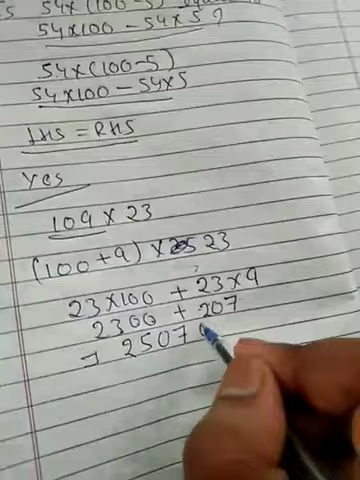 54x(100-5)
54x100 - 54x5 ?
54x(100-5)
54x100 - 54x5
LHS = RHS
Yes
109 x 23
(100+9) x 23
23x100 + 23x9
2300 + 207
→ 2507